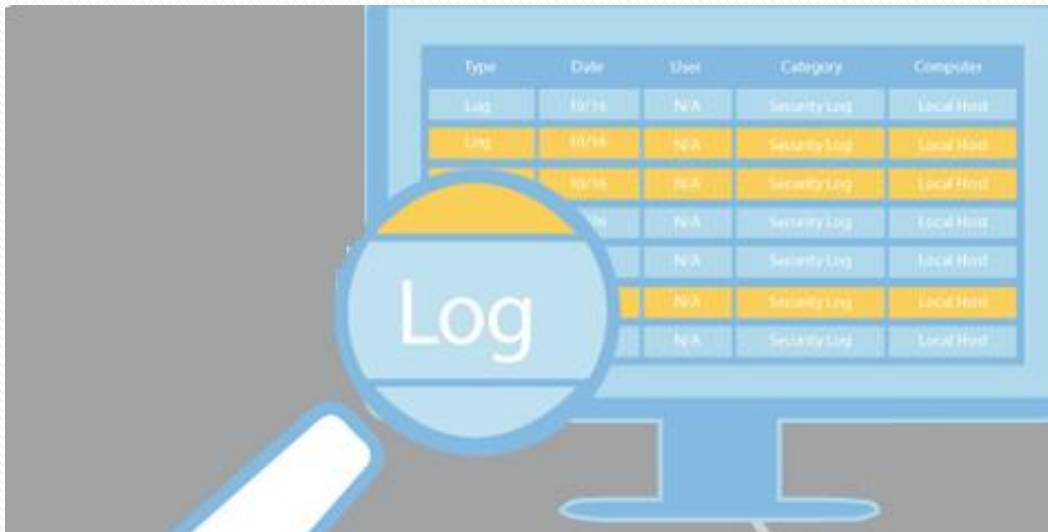 Type Date User Category Computer
Log 10/16 N/A Security Log Local Host
Log 10/16 N/A Security Log Local Host
10/16 N/A Security Log Local Host
N/A Security Log Local Host
N/A Security Log Local Host
N/A Security Log Local Host
Log
N/A Security Log Local Host